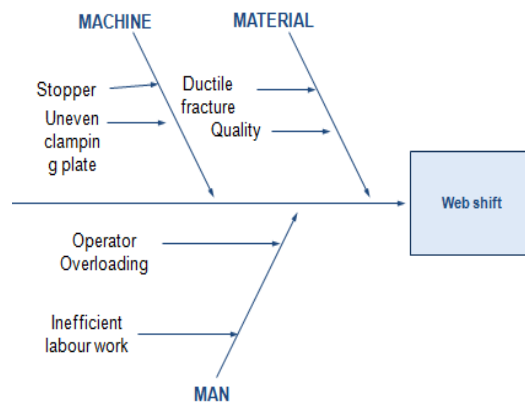 MACHINE
MATERIAL
Stopper
Uneven
clampin
g plate
Ductile
fracture
Quality
Web shift
Operator
Overloading
Inefficient
labour work
MAN